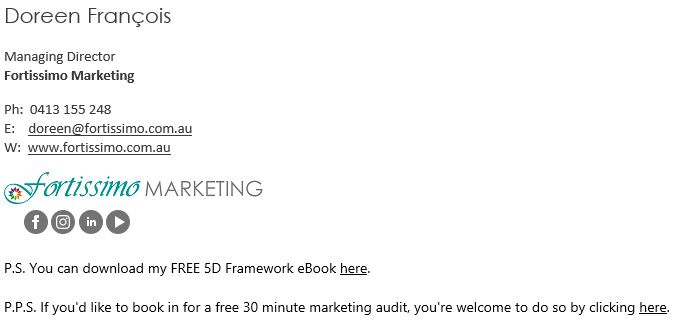 Doreen François
Managing Director
Fortissimo Marketing
Ph: 0413 155 248
E: doreen@fortissimo.com.au
W: www.fortissimo.com.au
fortissimo MARKETING
f in
P.S. You can download my FREE 5D Framework eBook here.
P.P.S. If you'd like to book in for a free 30 minute marketing audit, you're welcome to do so by clicking here.